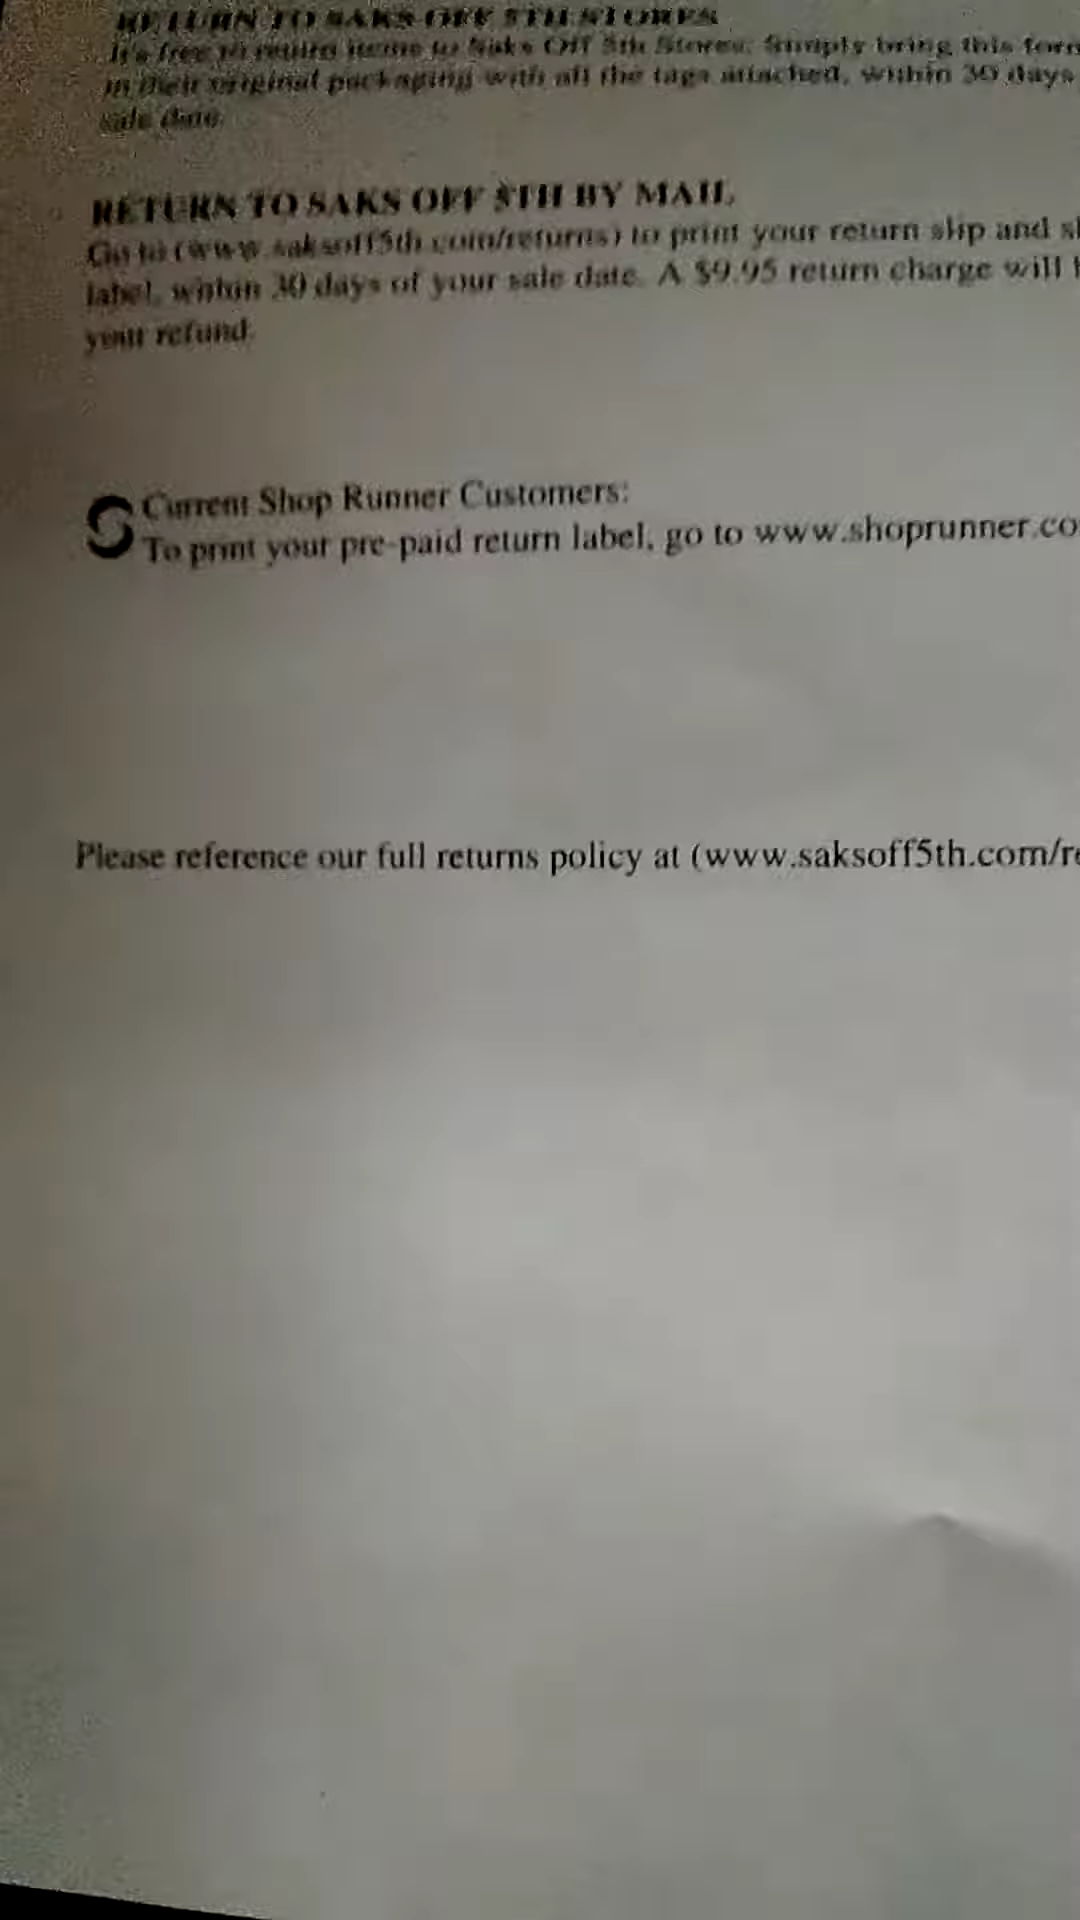 RETURN TO SAKS OFF 5TH STORES
It's free to return items to Saks Off 5th Stores. Simply bring this form
in their original packaging with all the tags attached, within 30 days
sale date.
RETURN TO SAKS OFF 5TH BY MAIL
Go to (www.saksoff5th.com/returns) to print your return slip and
label, within 30 days of your sale date. A $9.95 return charge will
your refund.
Current Shop Runner Customers:
To print your pre-paid return label, go to www.shoprunner.co
Please reference our full returns policy at (www.saksoff5th.com/re